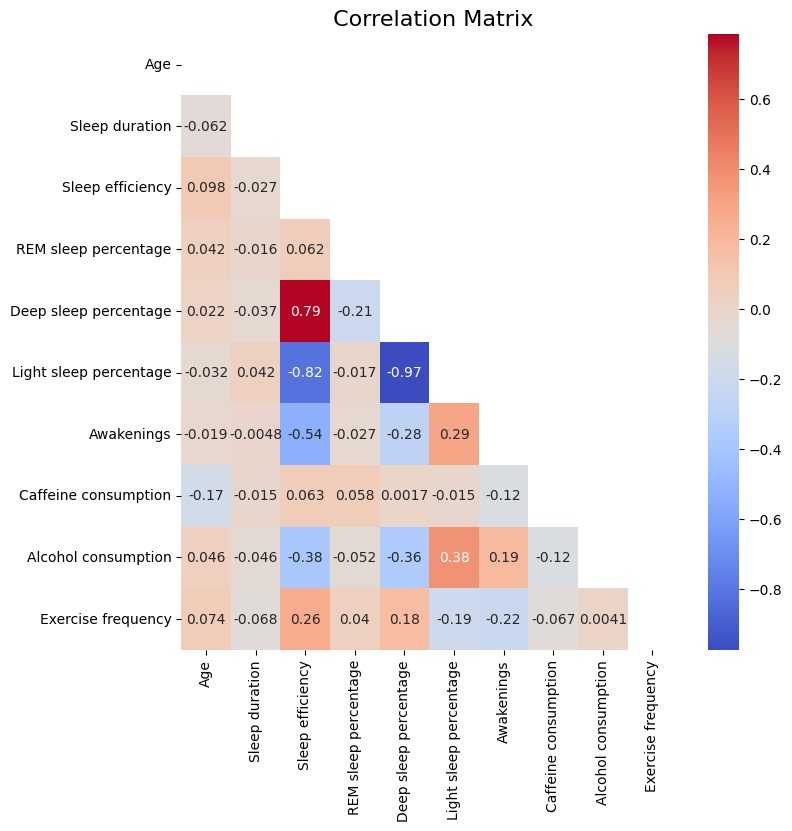 Correlation Matrix
Age
Sleep duration -0.062
Sleep efficiency 0.098 -0.027
REM sleep percentage 0.042 -0.016 0.062
Deep sleep percentage 0.022 -0.037 0.79 -0.21
Light sleep percentage -0.032 0.042 -0.82 -0.017 -0.97
Awakenings -0.019 -0.0048 -0.54 -0.027 -0.28 0.29
Caffeine consumption -0.17 -0.015 0.063 0.058 0.0017 -0.015 -0.12
Alcohol consumption 0.046 -0.046 -0.38 -0.052 -0.36 0.38 0.19 -0.12
Exercise frequency 0.074 -0.068 0.26 0.04 0.18 -0.19 -0.22 -0.067 0.0041
Age
Sleep duration
Sleep efficiency
REM sleep percentage
Deep sleep percentage
Light sleep percentage
Awakenings
Caffeine consumption
Alcohol consumption
Exercise frequency
0.6
0.4
0.2
0.0
−0.2
−0.4
−0.6
−0.8